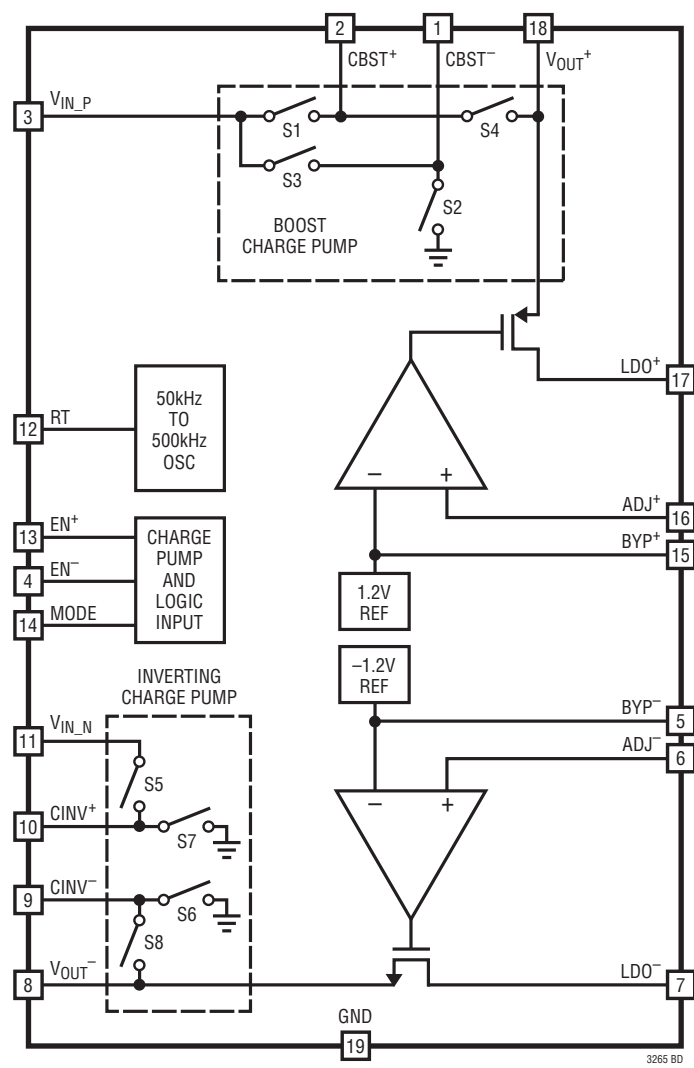 2
1
18
CBST+
CBST–
VOUT+
3
VIN_P
S1
S4
S3
S2
BOOST
CHARGE PUMP
LDO+
17
50kHz
TO
500kHz
OSC
12
RT
–
+
ADJ+
16
13
EN+
BYP+
15
CHARGE
PUMP
AND
LOGIC
INPUT
4
EN–
14
MODE
1.2V
REF
–1.2V
REF
INVERTING
CHARGE PUMP
BYP–
5
11
VIN_N
ADJ–
6
S5
–
+
10
CINV+
S7
9
CINV–
S6
S8
8
VOUT–
LDO–
7
GND
19
3265 BD